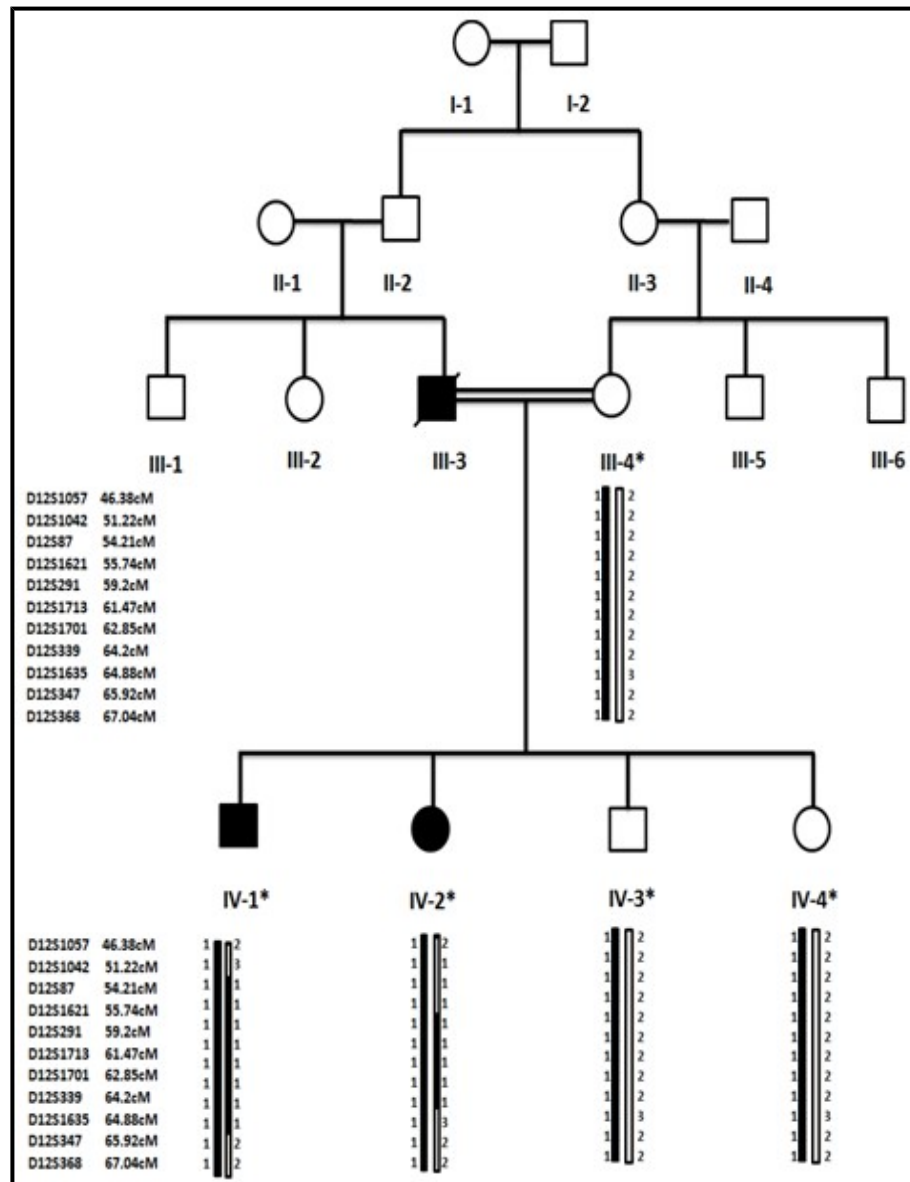 I-1 I-2
II-1 II-2 II-3 II-4
III-1 III-2 III-3 III-4* III-5 III-6
D12S1057 46.38cM
D12S1042 51.22cM
D12S87 54.21cM
D12S1621 55.74cM
D12S291 59.2cM
D12S1713 61.47cM
D12S1701 62.85cM
D12S339 64.2cM
D12S1635 64.88cM
D12S347 65.92cM
D12S368 67.04cM
1 2
1 2
1 2
1 2
1 2
1 2
1 2
1 2
1 2
1 3
1 2
1 2
IV-1* IV-2* IV-3* IV-4*
D12S1057 46.38cM
D12S1042 51.22cM
D12S87 54.21cM
D12S1621 55.74cM
D12S291 59.2cM
D12S1713 61.47cM
D12S1701 62.85cM
D12S339 64.2cM
D12S1635 64.88cM
D12S347 65.92cM
D12S368 67.04cM
1 2 1 2 1 2 1 2
1 3 1 1 1 2 1 2
1 1 1 1 1 2 1 2
1 1 1 1 1 2 1 2
1 1 1 1 1 2 1 2
1 1 1 1 1 2 1 2
1 1 1 1 1 2 1 2
1 1 1 1 1 2 1 2
1 1 1 1 1 2 1 2
1 1 1 3 1 3 1 3
1 2 1 2 1 2 1 2
1 2 1 2 1 2 1 2